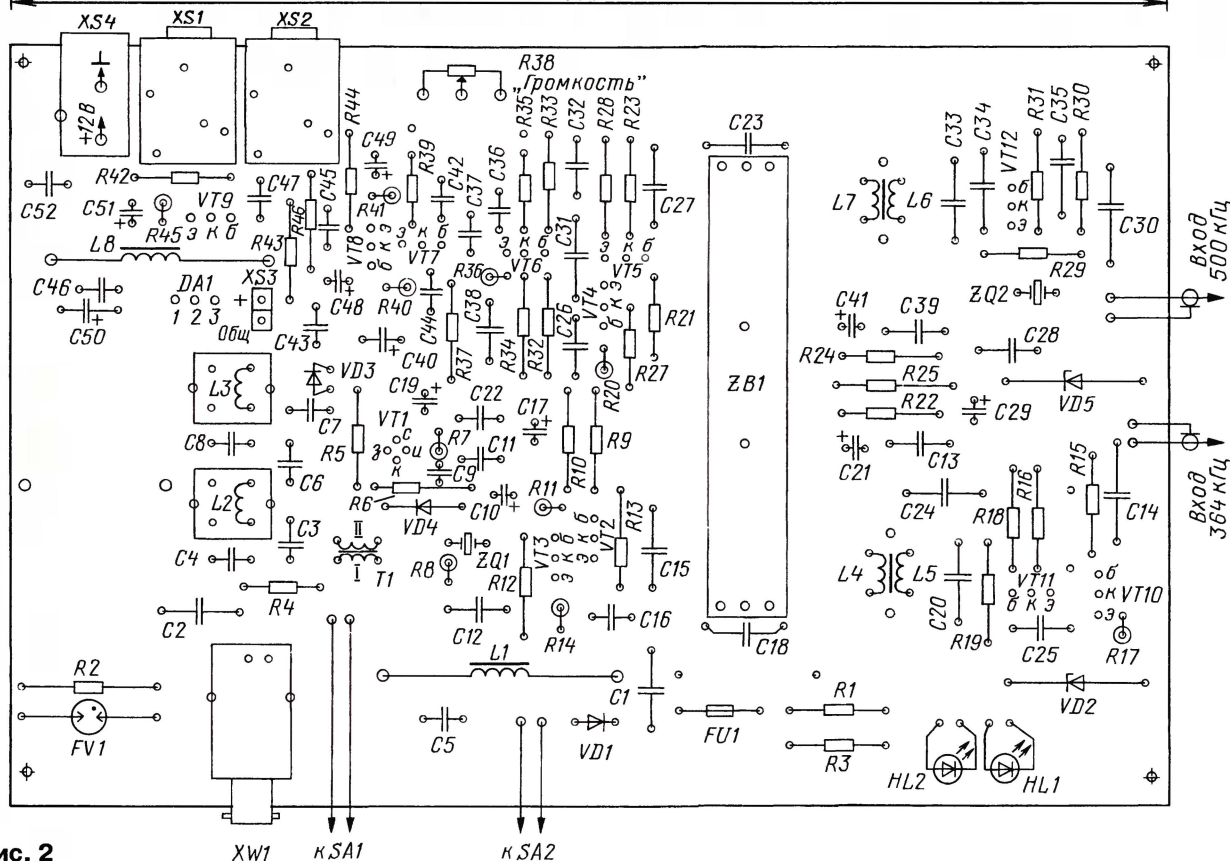 XS4 XS1 XS2
R38
„Громкость"
+12В
R44 C49 R39 C42 C36 R35 R33 C32 R28 R23
C23
C33 C34 VT12 R31 C35 R30
R42 VT9 C47 C45 R41 C37
L7 L6
б
к
э
C52 C51 R45 э к б R46 VT8 э к б VT7 э к б
э к б VT6 C31 э к б VT5 C27
C30
Вход
500 кГц
L8 R43 R36 R29
C46 DA1 XS3 C48 R40 C44 C38 VT4 б к э R21 ZQ2
1 2 3 + Общ
C50 C43 C40 R37 R34 R32 C26 R20 R27
C41 C39
C28
R24
L3 VD3 C19 C22 C17 ZB1 R25 VD5
C7 R22 C29
C8 R5 VT1 с и к з R7 C11 R10 R9
C21 C13
Вход
364 кГц
C6 C9
L2 R6 VD4 C10 R11 R13 C24 R18 R16 R15 C14
C3 II
C4 I T1 R8 ZQ1 R12 VT3 э к б э к б VT2 C15
L4 L5 C20 VT11 б к э
б
к
э
VT10
R4
C2 C12 R14 C16 C18 R19 C25 R17
R2 L1 C1 VD2
R1
FV1 C5 VD1 FU1
R3 HL2 HL1
ис. 2 XW1 к SA1 к SA2